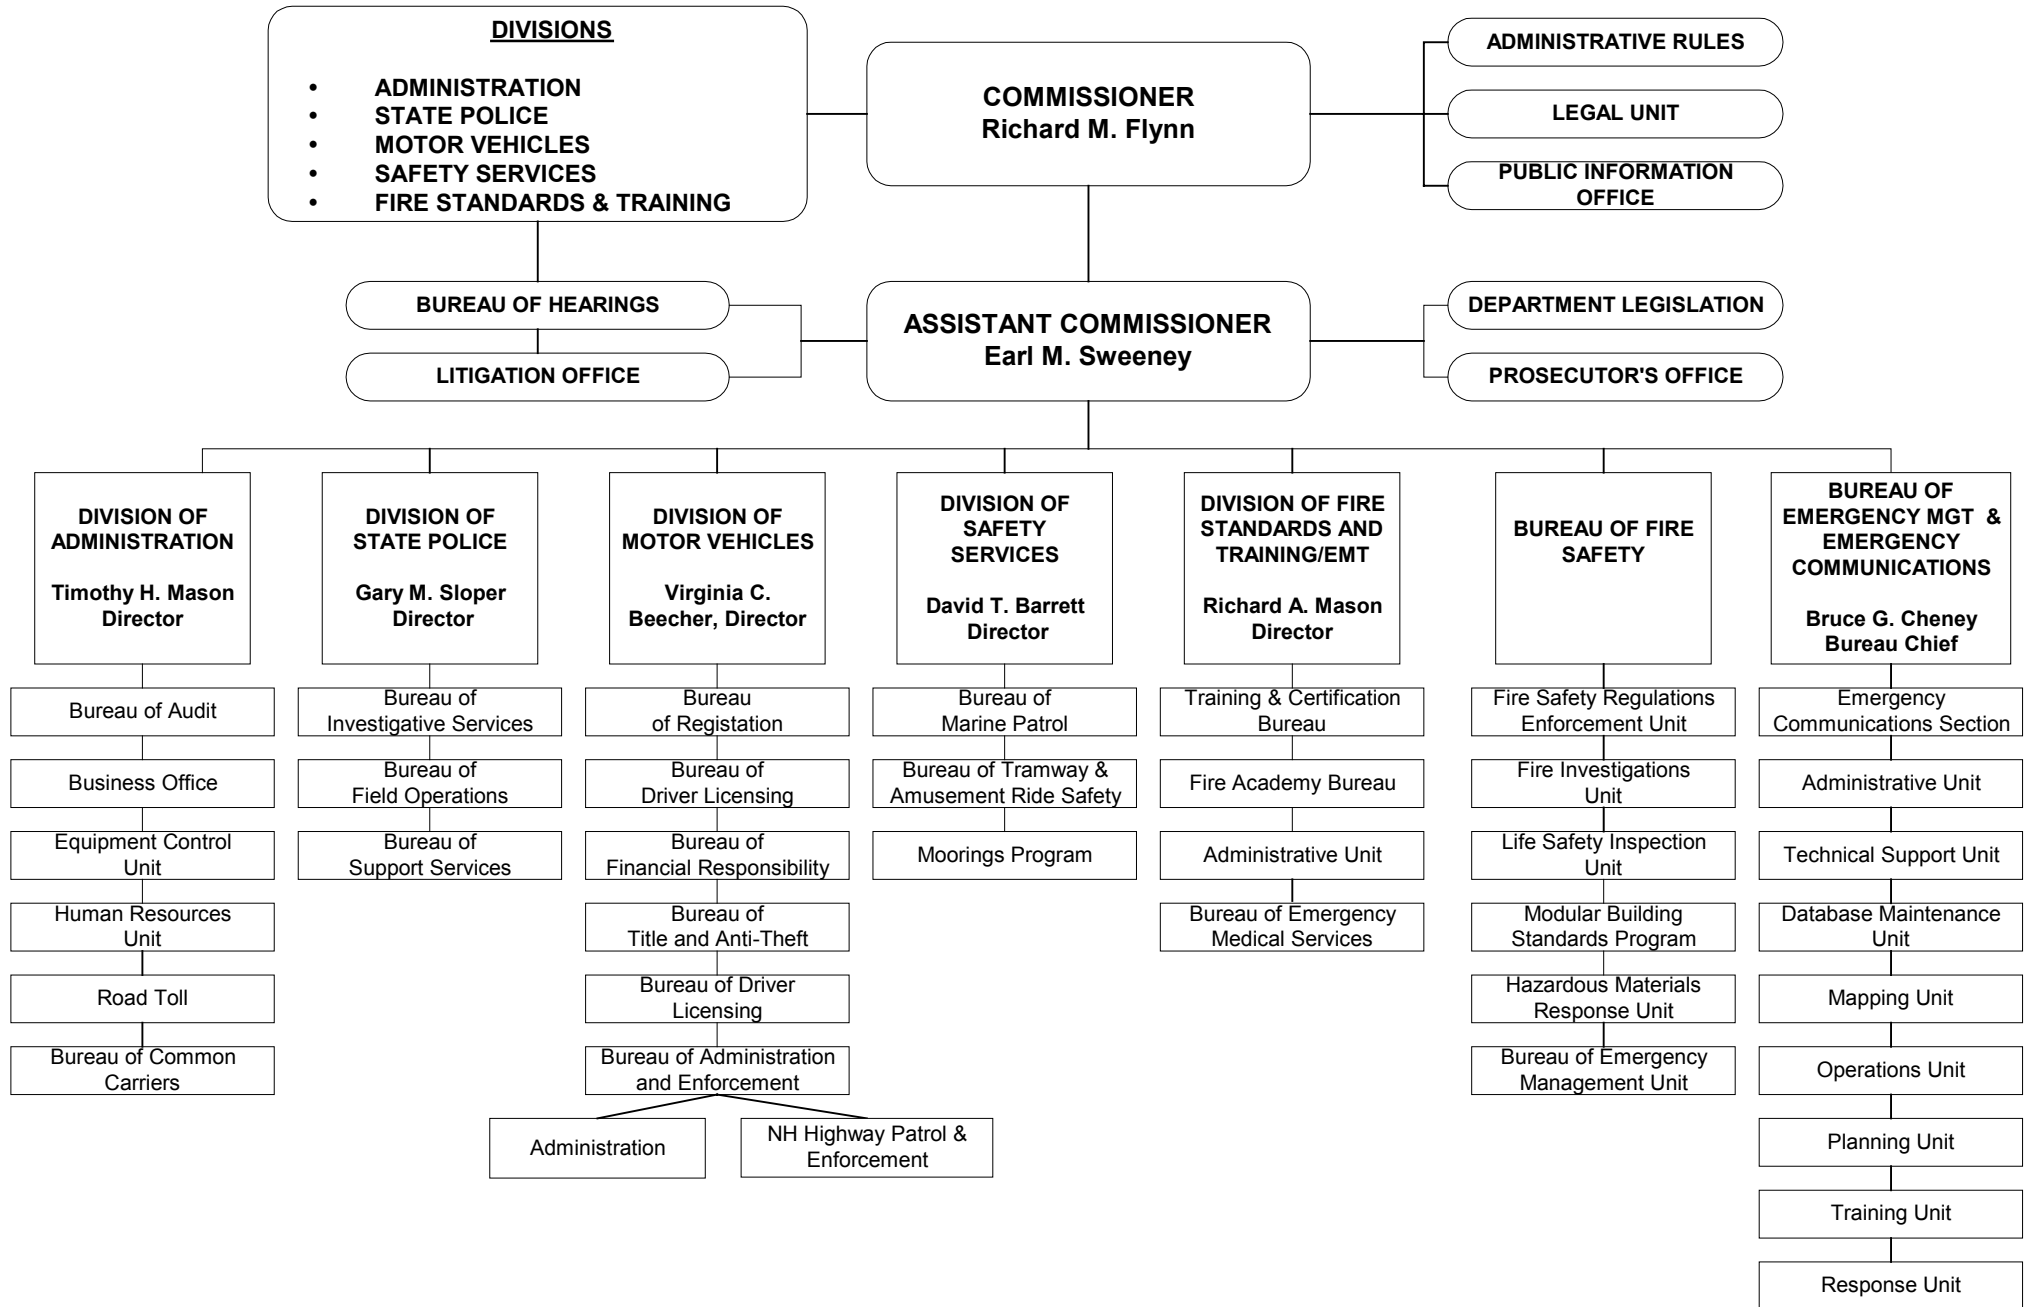 DIVISIONS
• ADMINISTRATION
• STATE POLICE
• MOTOR VEHICLES
• SAFETY SERVICES
• FIRE STANDARDS & TRAINING
COMMISSIONER
Richard M. Flynn
ADMINISTRATIVE RULES
LEGAL UNIT
PUBLIC INFORMATION
OFFICE
BUREAU OF HEARINGS
LITIGATION OFFICE
ASSISTANT COMMISSIONER
Earl M. Sweeney
DEPARTMENT LEGISLATION
PROSECUTOR'S OFFICE
DIVISION OF
ADMINISTRATION
Timothy H. Mason
Director
Bureau of Audit
Business Office
Equipment Control
Unit
Human Resources
Unit
Road Toll
Bureau of Common
Carriers
DIVISION OF
STATE POLICE
Gary M. Sloper
Director
Bureau of
Investigative Services
Bureau of
Field Operations
Bureau of
Support Services
DIVISION OF
MOTOR VEHICLES
Virginia C.
Beecher, Director
Bureau
of Registation
Bureau of
Driver Licensing
Bureau of
Financial Responsibility
Bureau of
Title and Anti-Theft
Bureau of Driver
Licensing
Bureau of Administration
and Enforcement
Administration
NH Highway Patrol &
Enforcement
DIVISION OF
SAFETY
SERVICES
David T. Barrett
Director
Bureau of
Marine Patrol
Bureau of Tramway &
Amusement Ride Safety
Moorings Program
DIVISION OF FIRE
STANDARDS AND
TRAINING/EMT
Richard A. Mason
Director
Training & Certification
Bureau
Fire Academy Bureau
Administrative Unit
Bureau of Emergency
Medical Services
BUREAU OF FIRE
SAFETY
Fire Safety Regulations
Enforcement Unit
Fire Investigations
Unit
Life Safety Inspection
Unit
Modular Building
Standards Program
Hazardous Materials
Response Unit
Bureau of Emergency
Management Unit
BUREAU OF
EMERGENCY MGT &
EMERGENCY
COMMUNICATIONS
Bruce G. Cheney
Bureau Chief
Emergency
Communications Section
Administrative Unit
Technical Support Unit
Database Maintenance
Unit
Mapping Unit
Operations Unit
Planning Unit
Training Unit
Response Unit